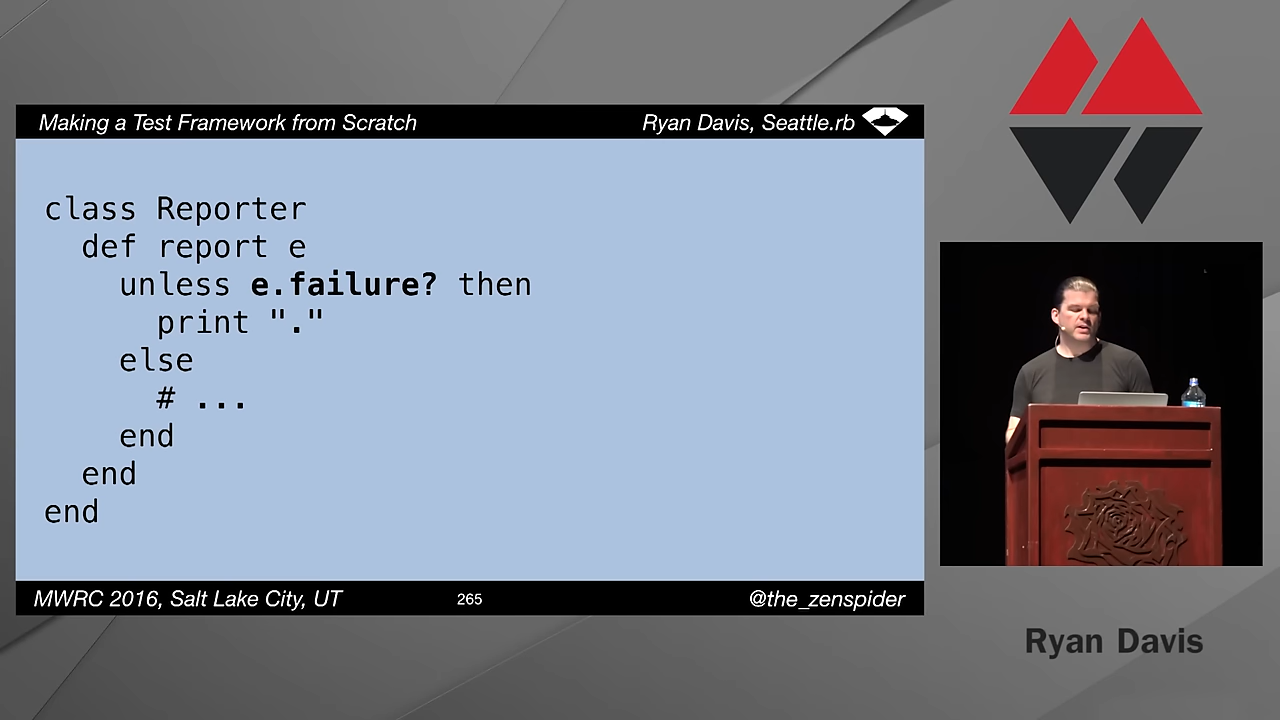 Making a Test Framework from Scratch
Ryan Davis, Seattle.rb
class Reporter
  def report e
    unless e.failure? then
      print "."
    else
      # ...
    end
  end
end
MWRC 2016, Salt Lake City, UT
265
@the_zenspider
Ryan Davis